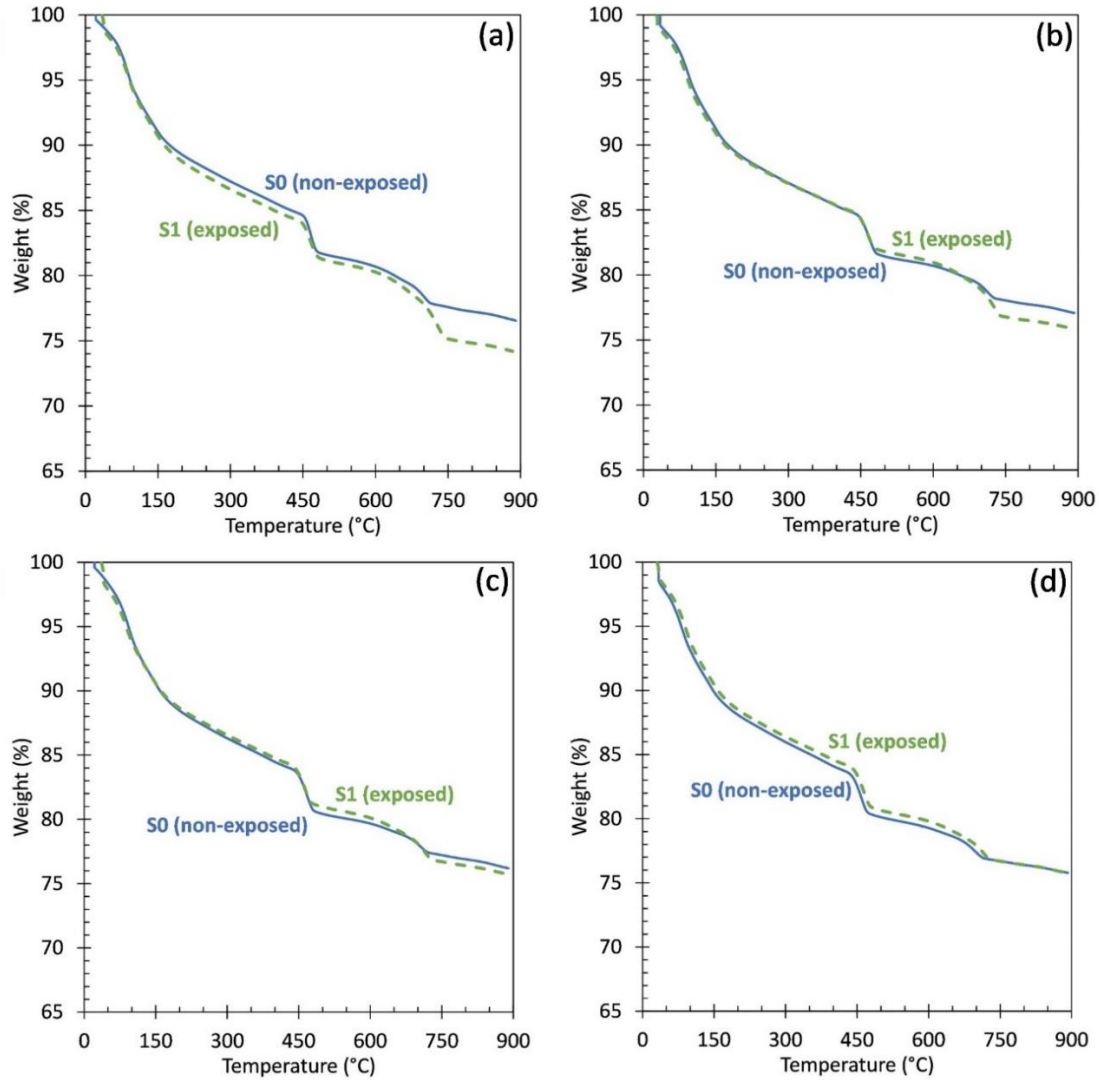 (a)
100
95
90
85
80
75
70
65
Weight (%)
S0 (non-exposed)
S1 (exposed)
0 150 300 450 600 750 900
Temperature (°C)
(b)
100
95
90
85
80
75
70
65
Weight (%)
S1 (exposed)
S0 (non-exposed)
0 150 300 450 600 750 900
Temperature (°C)
(c)
100
95
90
85
80
75
70
65
Weight (%)
S1 (exposed)
S0 (non-exposed)
0 150 300 450 600 750 900
Temperature (°C)
(d)
100
95
90
85
80
75
70
65
Weight (%)
S1 (exposed)
S0 (non-exposed)
0 150 300 450 600 750 900
Temperature (°C)